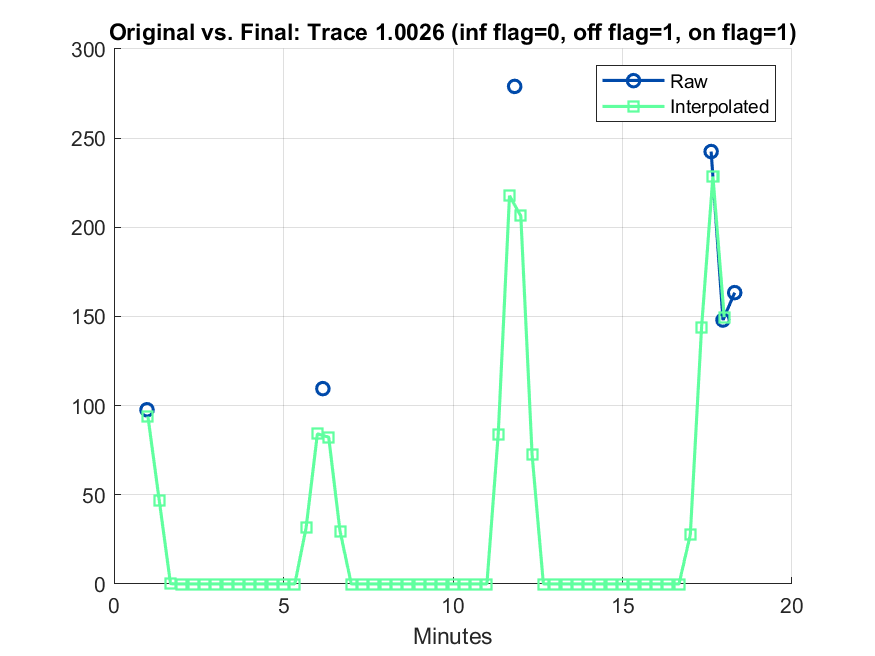 Original vs. Final: Trace 1.0026 (inf flag=0, off flag=1, on flag=1)
300
250
200
150
100
50
0
Raw
Interpolated
0 5 10 15 20
Minutes